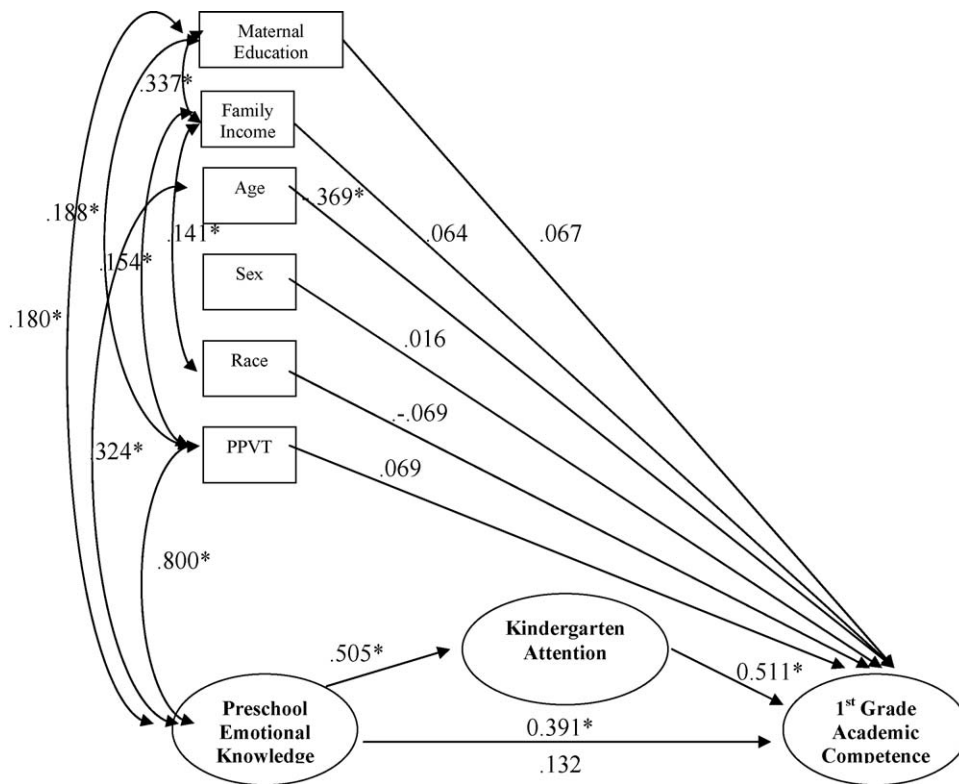 Maternal
Education
.337*
Family
Income
Age
-.369*
.188*
.141*
.064
.067
.154*
Sex
.180*
.016
Race
.-.069
.324*
PPVT
.069
.800*
Kindergarten
Attention
.505*
0.511*
Preschool
Emotional
Knowledge
0.391*
.132
1st Grade
Academic
Competence